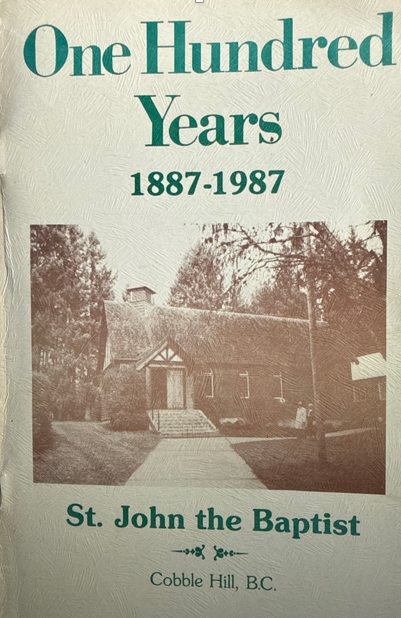 One Hundred
Years
1887-1987
St. John the Baptist
Cobble Hill, B.C.